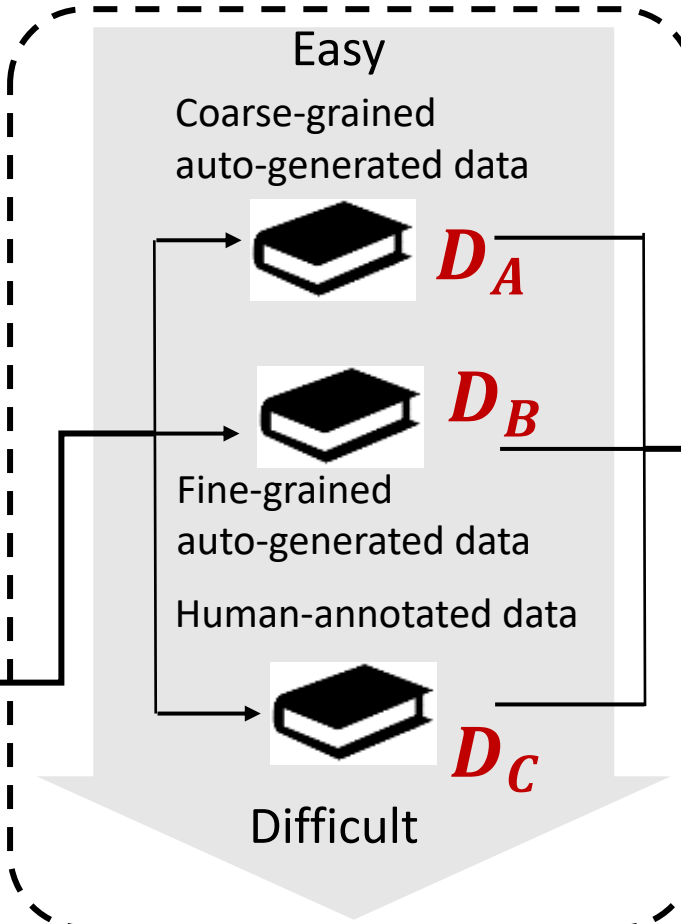 Easy
Coarse-grained
auto-generated data
D_A
D_B
Fine-grained
auto-generated data
Human-annotated data
D_C
Difficult